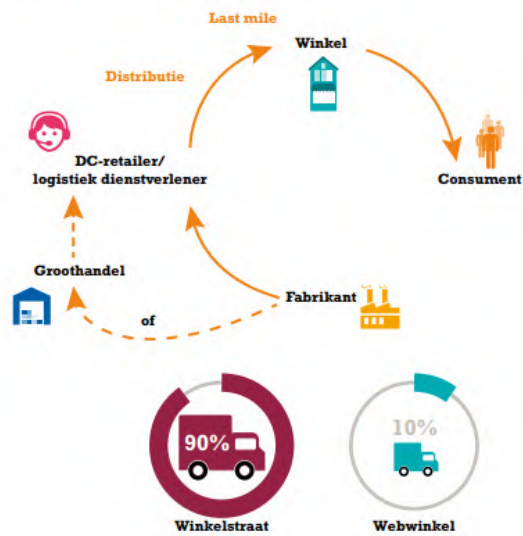 Last mile
Winkel
Distributie
DC-retailer/
logistiek dienstverlener
Consument
Groothandel
Fabrikant
of
90%
10%
Winkelstraat
Webwinkel